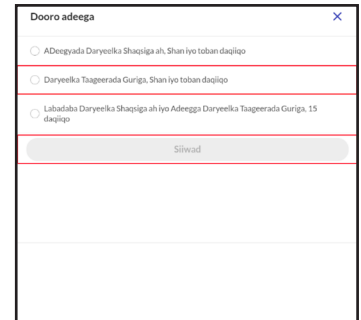 Dooro adeega
ADeegyada Daryeelka Shaqsiga ah, Shan iyo toban daqiiqo
Daryeelka Taageerada Guriga, Shan iyo toban daqiiqo
Labadaba Daryeelka Shaqsiga ah iyo Adeegga Daryeelka Taageerada Guriga, 15
daqiiqo
Siiwad